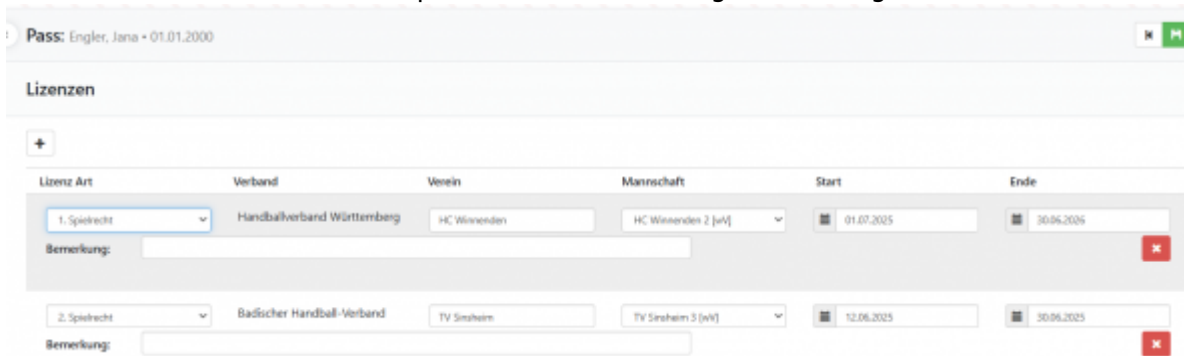 Pass: Engler, Jana • 01.01.2000
Lizenzen
Lizenz Art Verband Verein Mannschaft Start Ende
1. Spielrecht Handballverband Württemberg HC Winnenden HC Winnenden 2 [wV] 01.07.2025 30.06.2026
Bemerkung:
2. Spielrecht Badischer Handball-Verband TV Sinsheim TV Sinsheim 3 [wV] 12.06.2025 30.06.2025
Bemerkung: